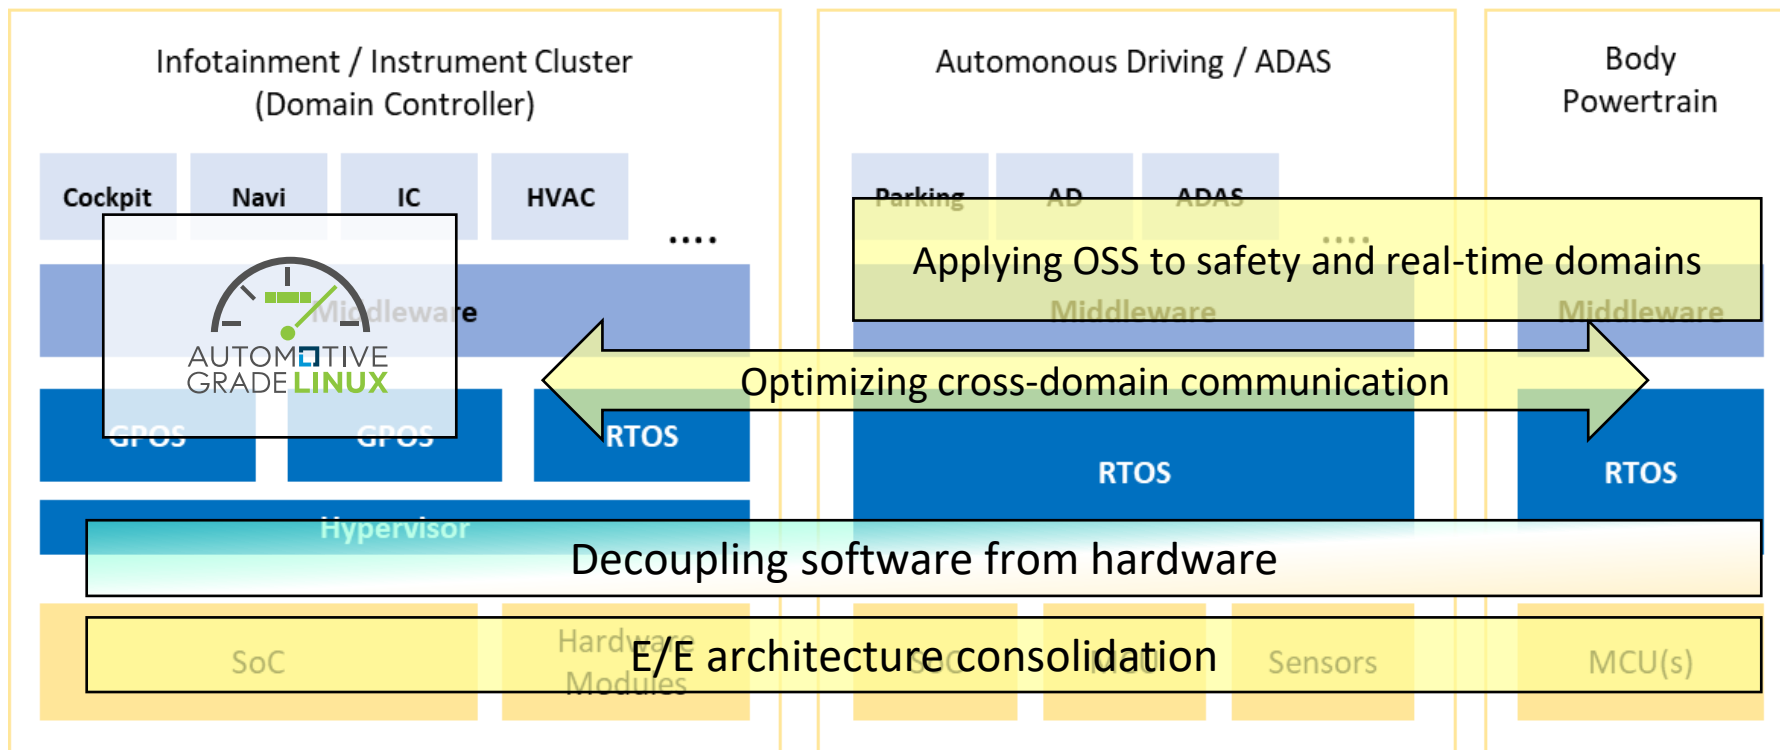 Infotainment / Instrument Cluster
(Domain Controller)
Automonous Driving / ADAS
Body
Powertrain
Cockpit
Navi
IC
HVAC
....
Parking
AD
ADAS
....
Applying OSS to safety and real-time domains
Middleware
Middleware
Middleware
AUTOMOTIVE
GRADE LINUX
Optimizing cross-domain communication
GPOS
GPOS
RTOS
RTOS
RTOS
Hypervisor
Decoupling software from hardware
SoC
Hardware
Modules
E/E architecture consolidation
SoC
MCU
Sensors
MCU(s)